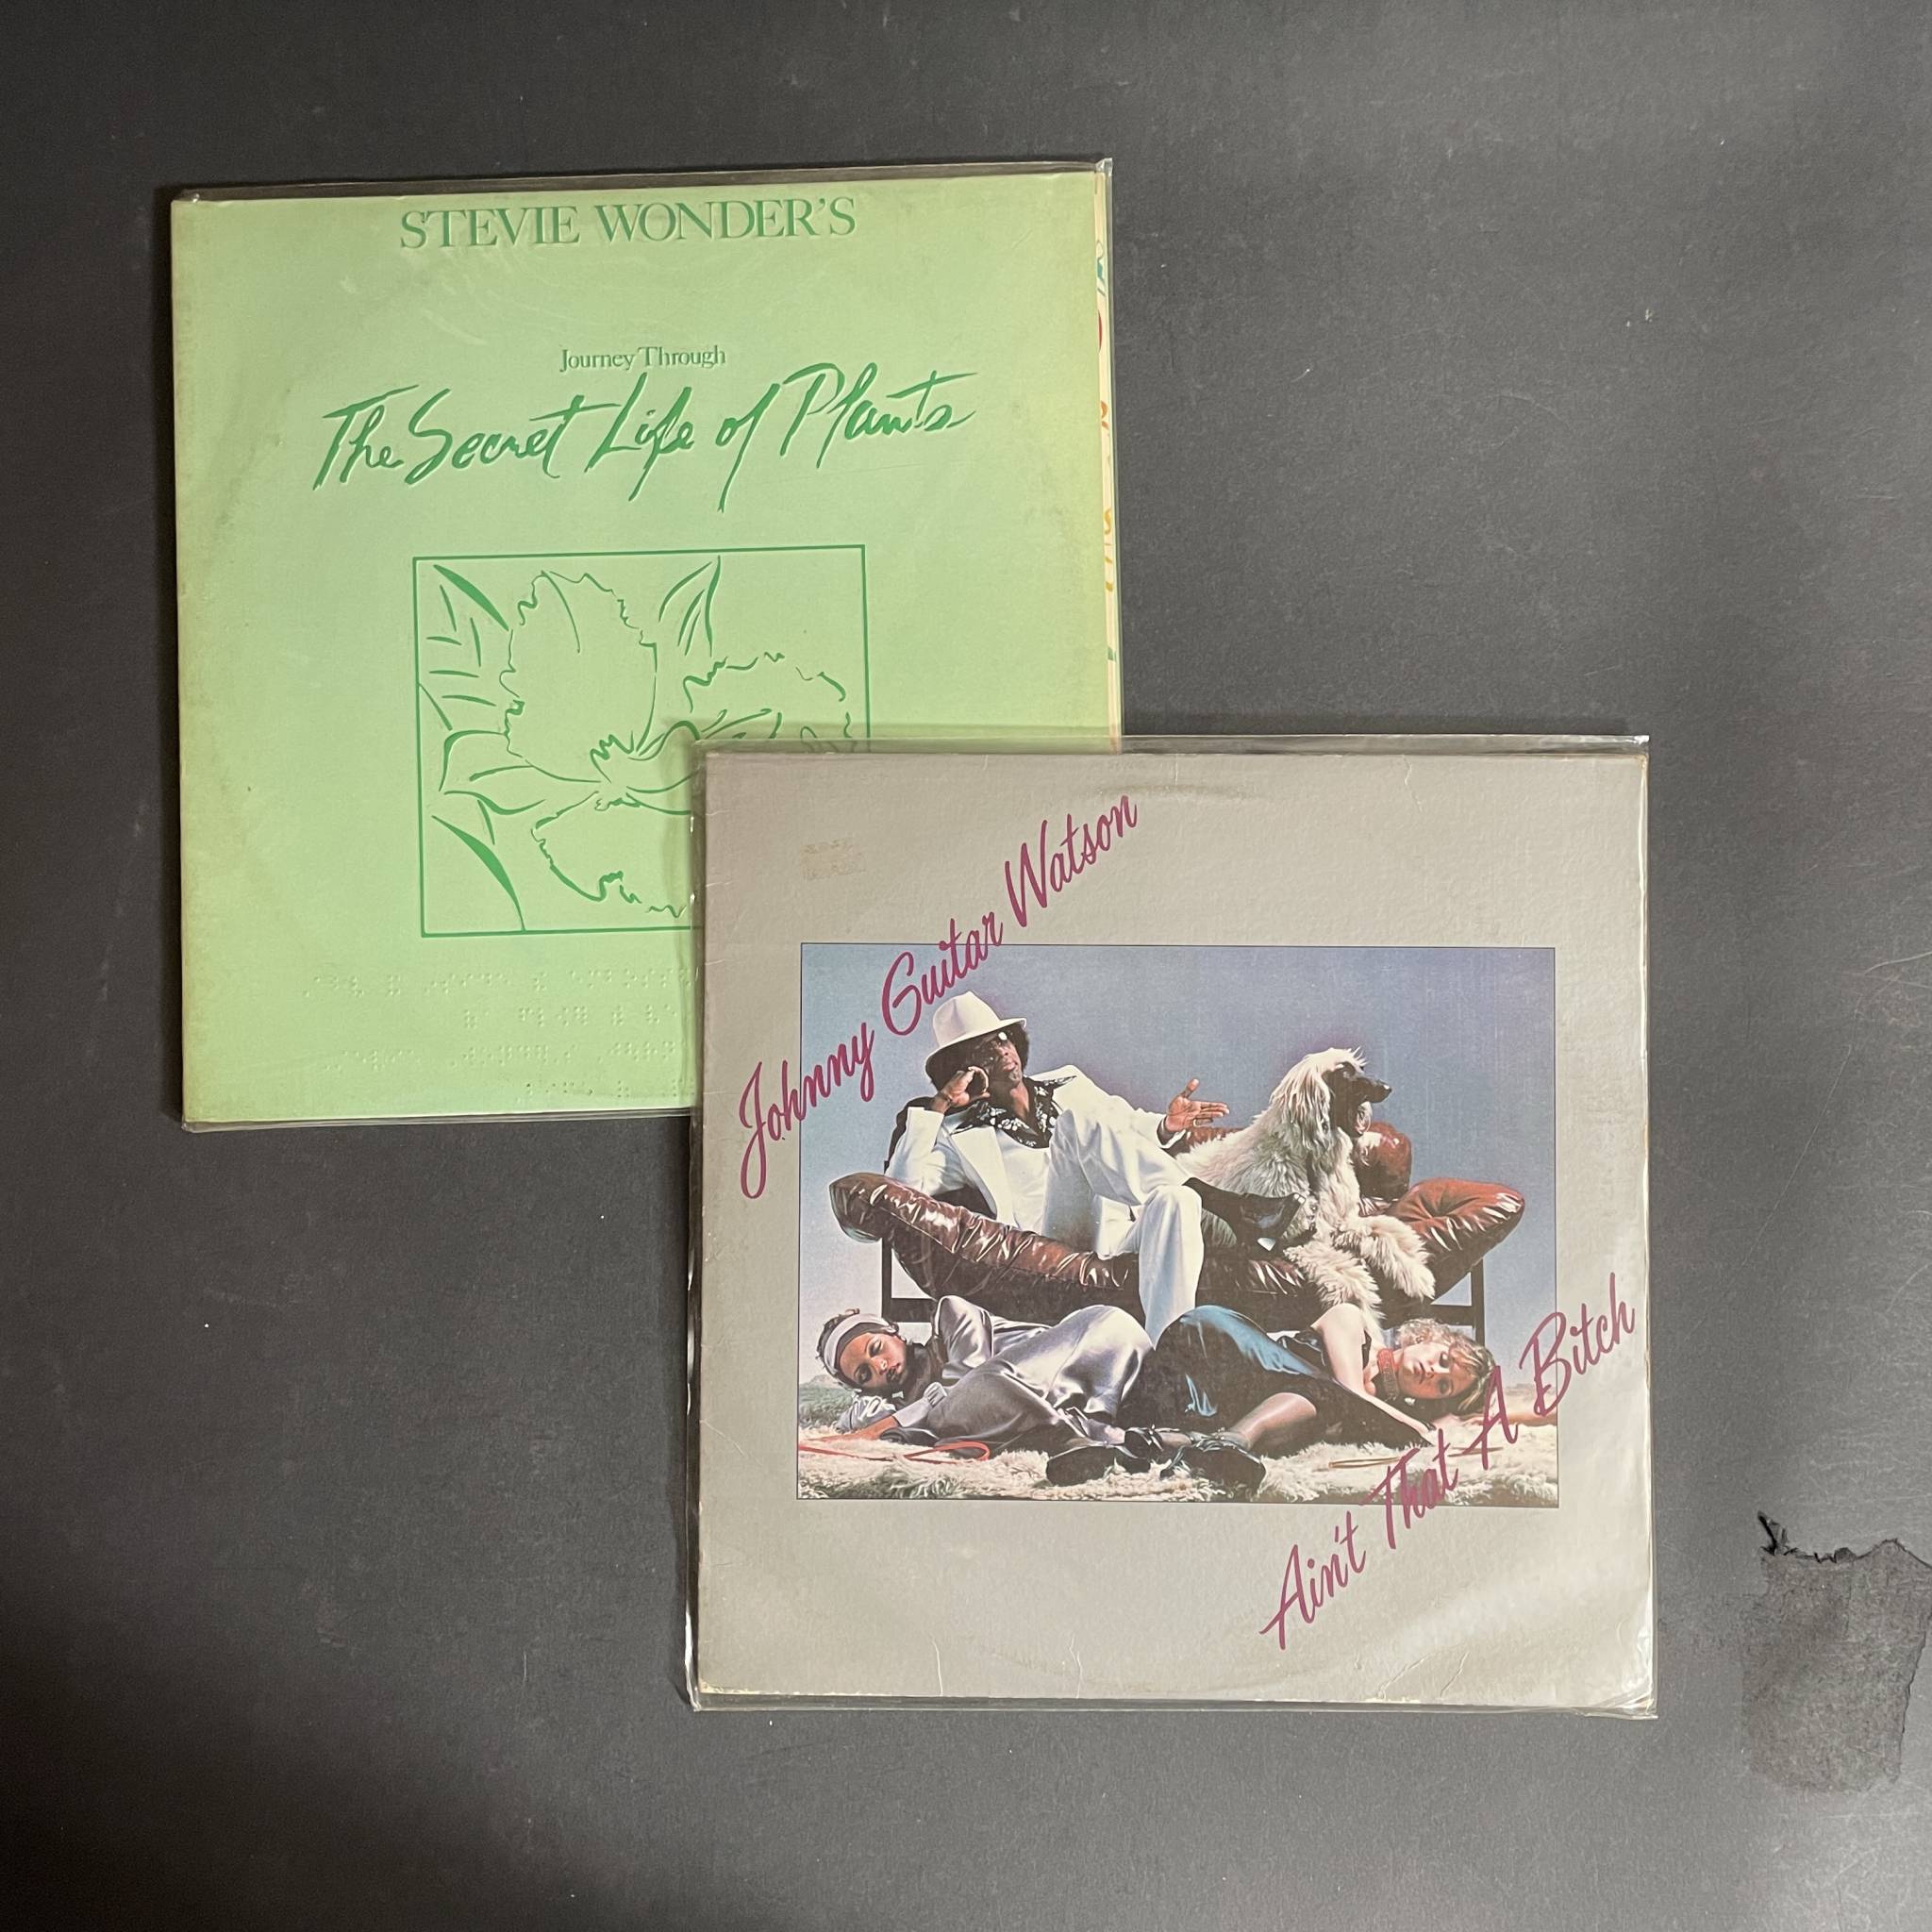 STEVIE WONDER'S
Journey Through
The Secret Life of Plants
Johnny Guitar Watson
Ain't That A Bitch